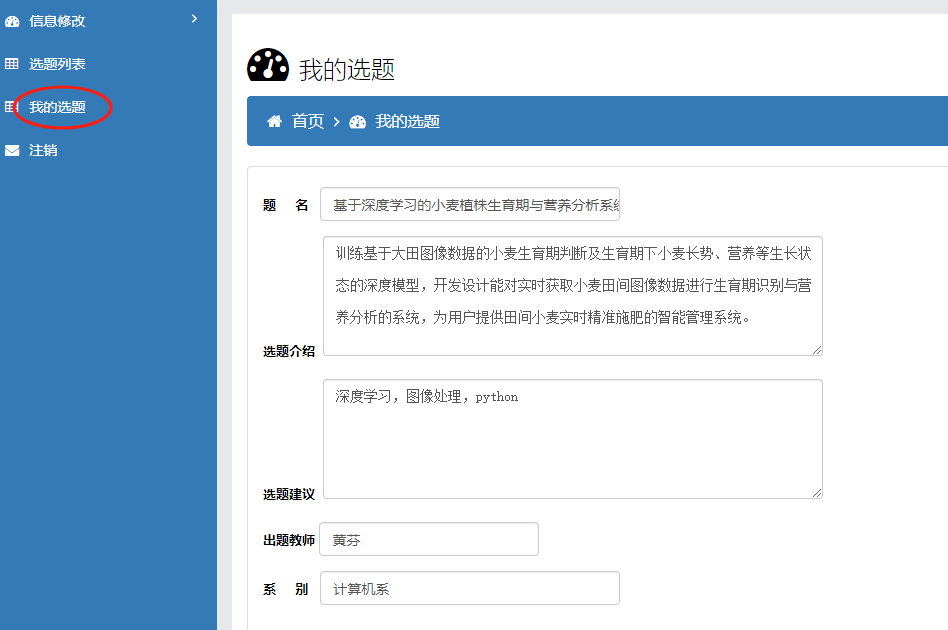 信息修改
选题列表
我的选题
注销
我的选题
首页 我的选题
题 名 基于深度学习的小麦植株生育期与营养分析系
训练基于大田图像数据的小麦生育期判断及生育期下小麦长势、营养等生长状
态的深度模型，开发设计能对实时获取小麦田间图像数据进行生育期识别与营
养分析的系统，为用户提供田间小麦实时精准施肥的智能管理系统。
选题介绍
深度学习，图像处理，python
选题建议
出题教师 黄芬
系 别 计算机系